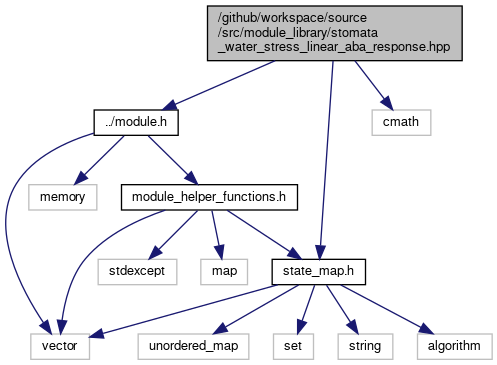 /github/workspace/source
/src/module_library/stomata
_water_stress_linear_aba_response.hpp
../module.h
cmath
memory
module_helper_functions.h
stdexcept
map
state_map.h
vector
unordered_map
set
string
algorithm